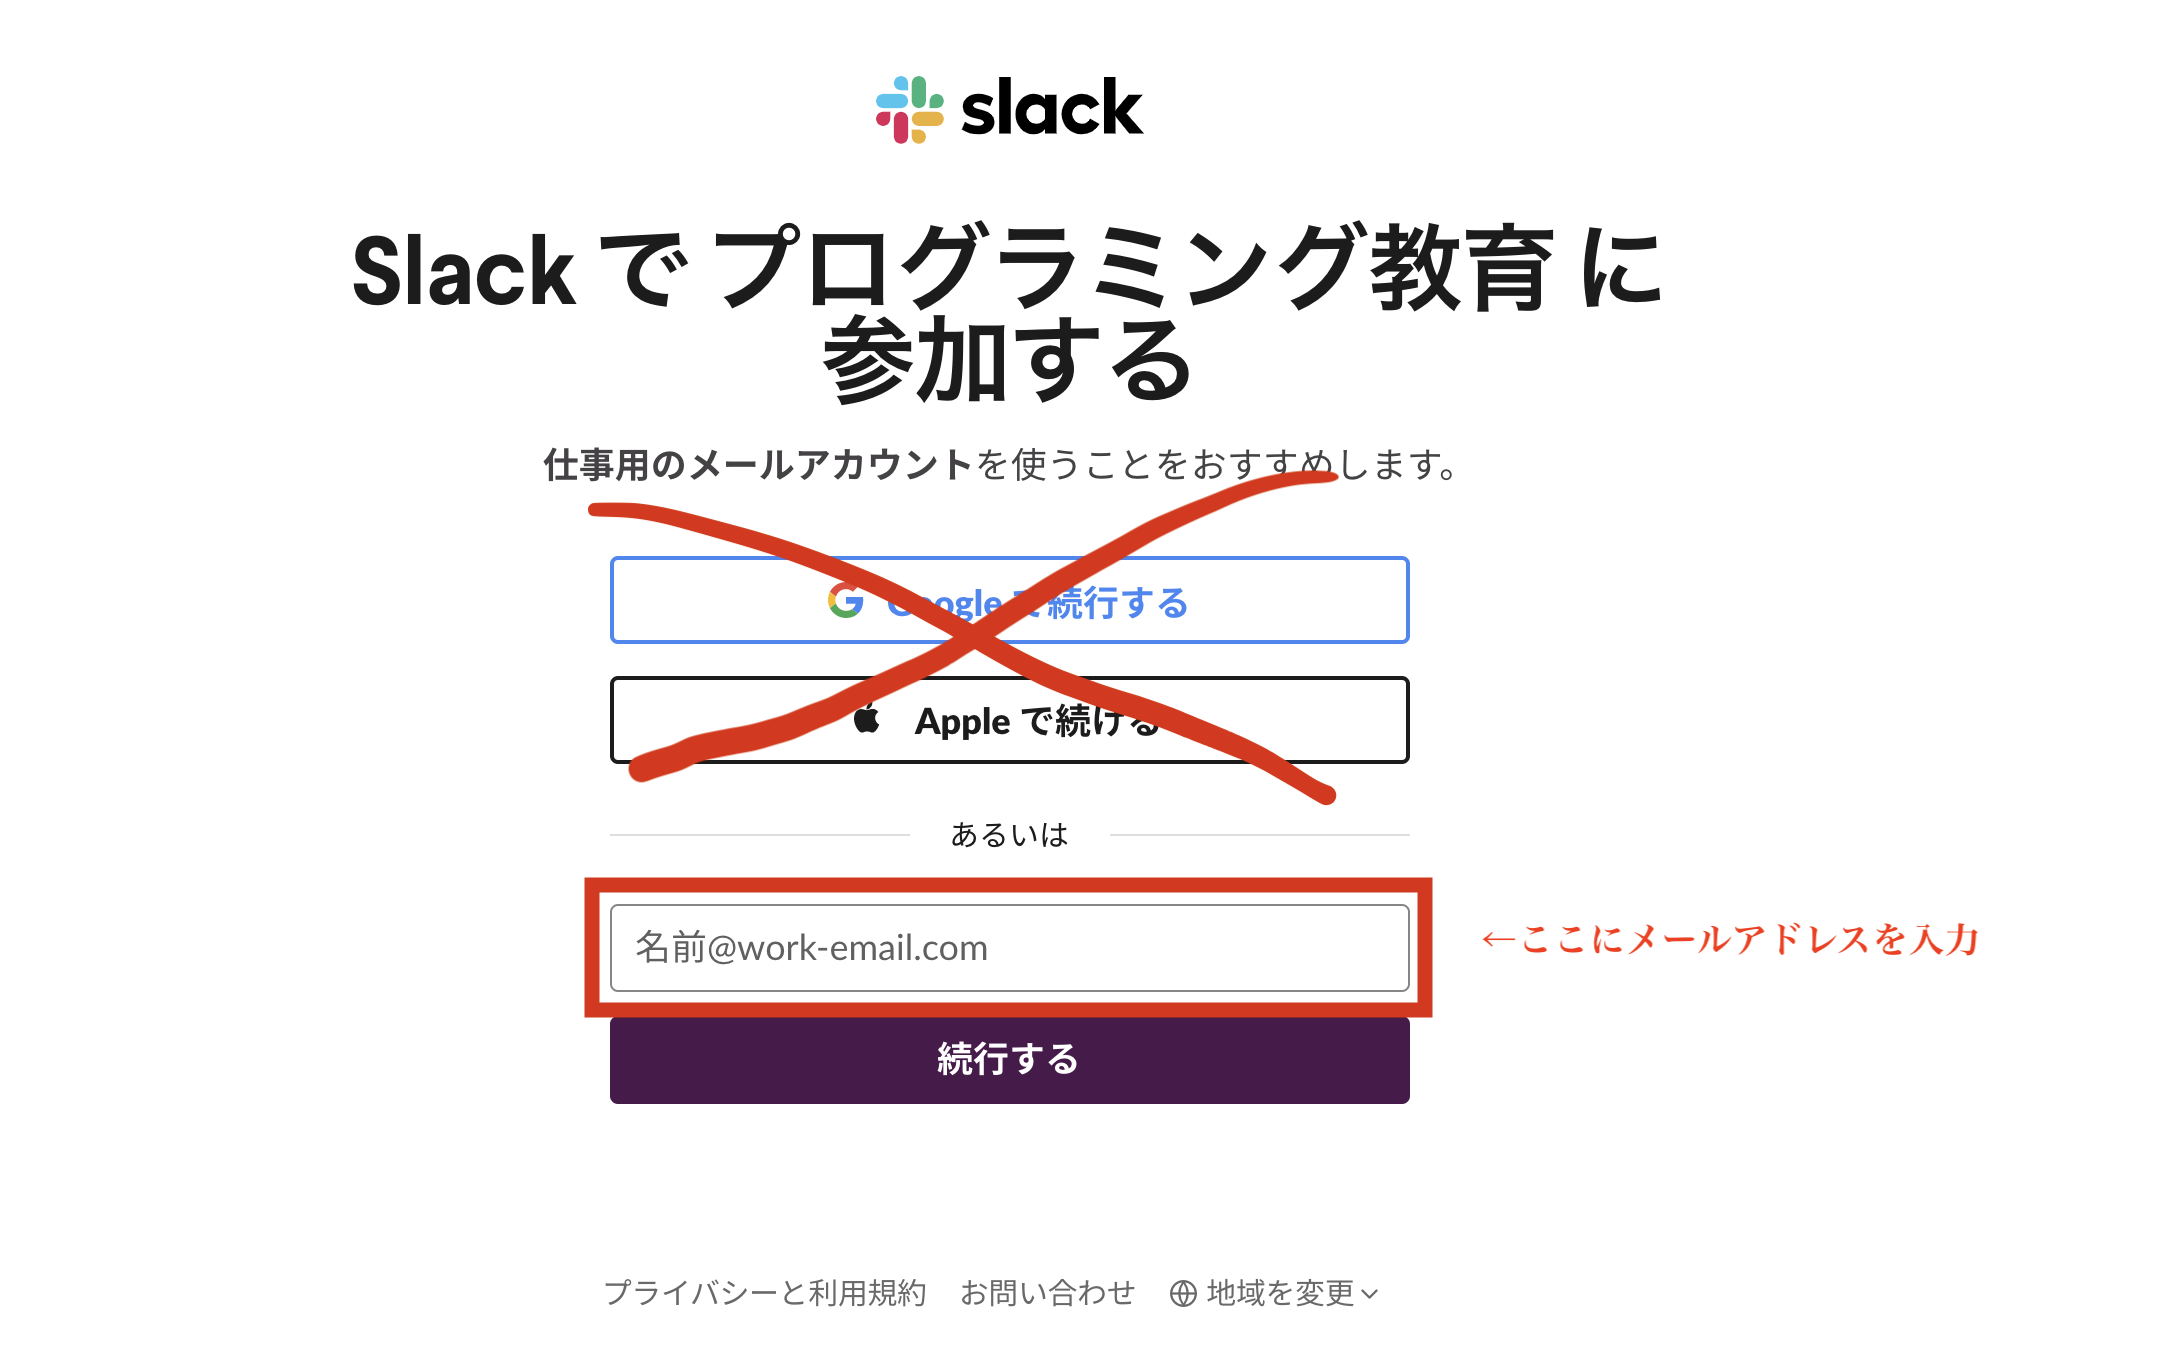 slack
Slack で プログラミング教育 に
参加する
仕事用のメールアカウントを使うことをおすすめします。
Google で続行する
Apple で続ける
あるいは
名前@work-email.com
←ここにメールアドレスを入力
続行する
プライバシーと利用規約 お問い合わせ 地域を変更